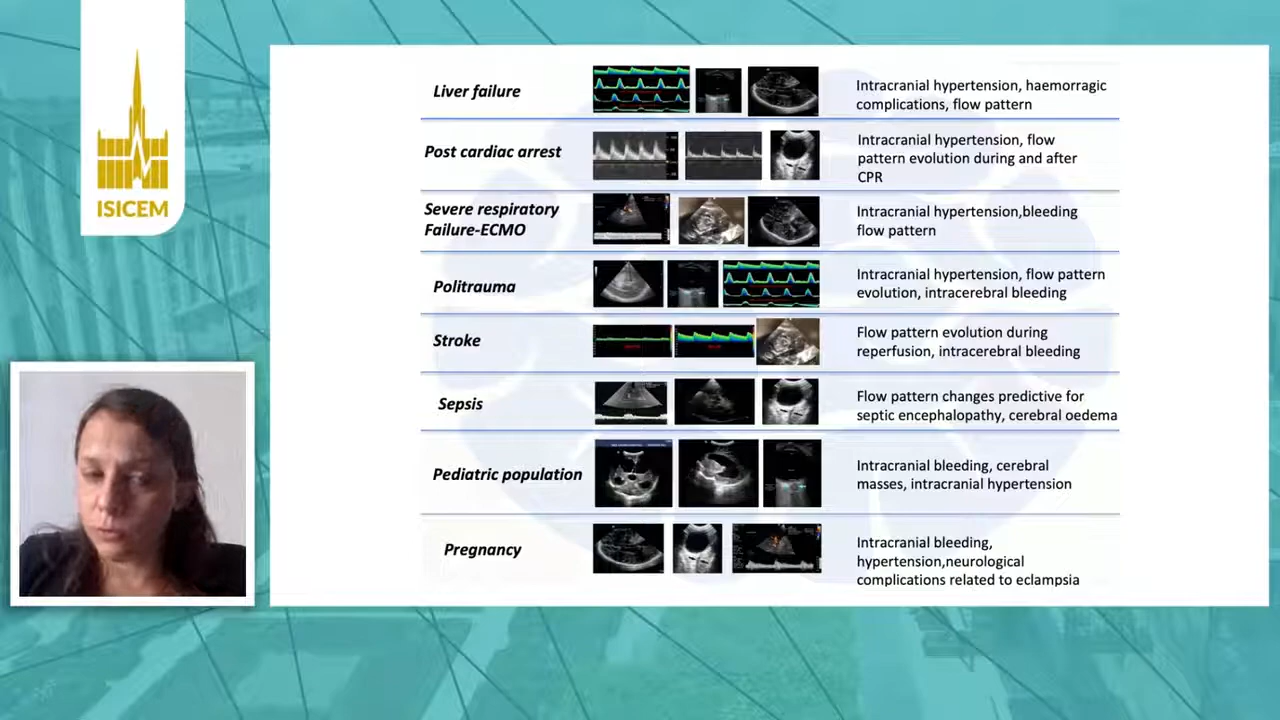 ISICEM
Liver failure
Intracranial hypertension, haemorragic
complications, flow pattern
Post cardiac arrest
Intracranial hypertension, flow
pattern evolution during and after
CPR
Severe respiratory
Failure-ECMO
Intracranial hypertension,bleeding
flow pattern
Politrauma
Intracranial hypertension, flow pattern
evolution, intracerebral bleeding
Stroke
Flow pattern evolution during
reperfusion, intracerebral bleeding
Sepsis
Flow pattern changes predictive for
septic encephalopathy, cerebral oedema
Pediatric population
Intracranial bleeding, cerebral
masses, intracranial hypertension
Pregnancy
Intracranial bleeding,
hypertension,neurological
complications related to eclampsia